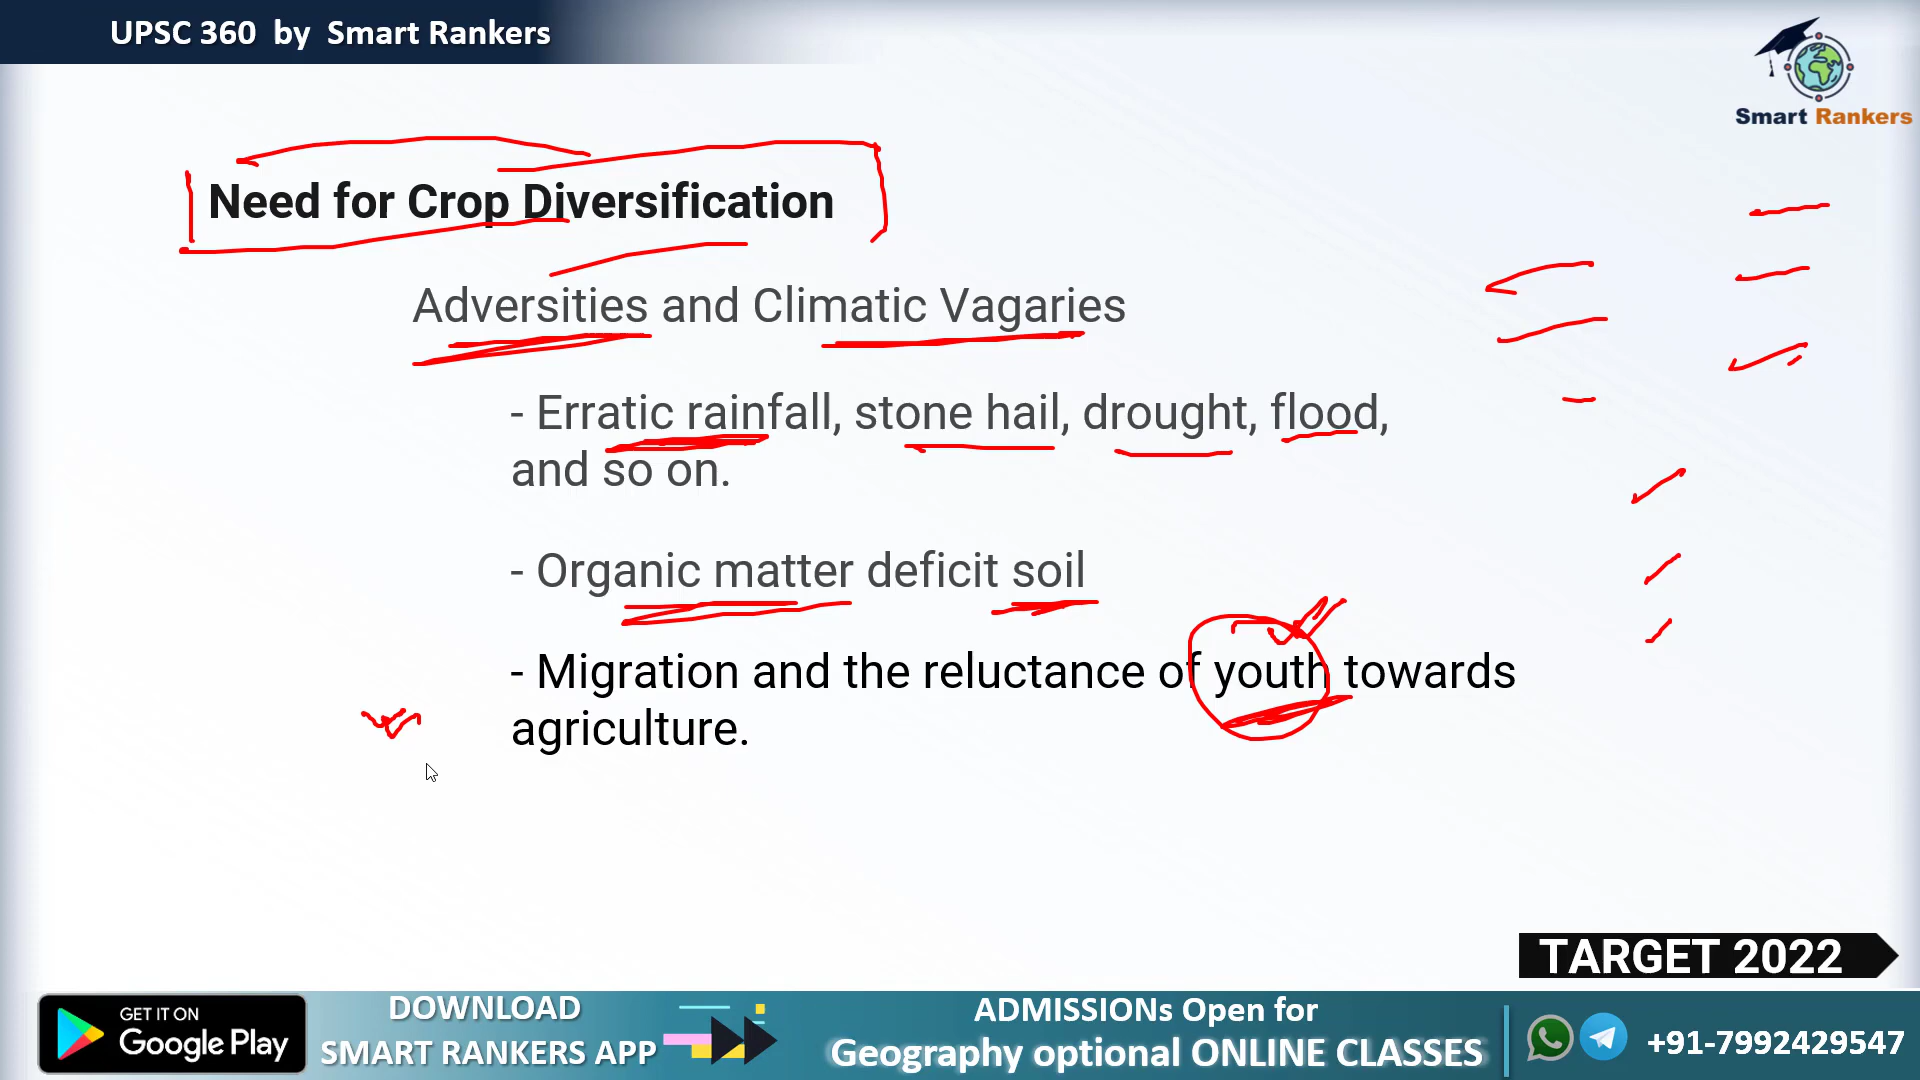 UPSC 360 by Smart Rankers
Smart Rankers
Need for Crop Diversification
Adversities and Climatic Vagaries
- Erratic rainfall, stone hail, drought, flood,
and so on.
- Organic matter deficit soil
- Migration and the reluctance of youth towards
agriculture.
TARGET 2022
GET IT ON
Google Play
DOWNLOAD
SMART RANKERS APP
ADMISSIONs Open for
Geography optional ONLINE CLASSES
+91-7992429547